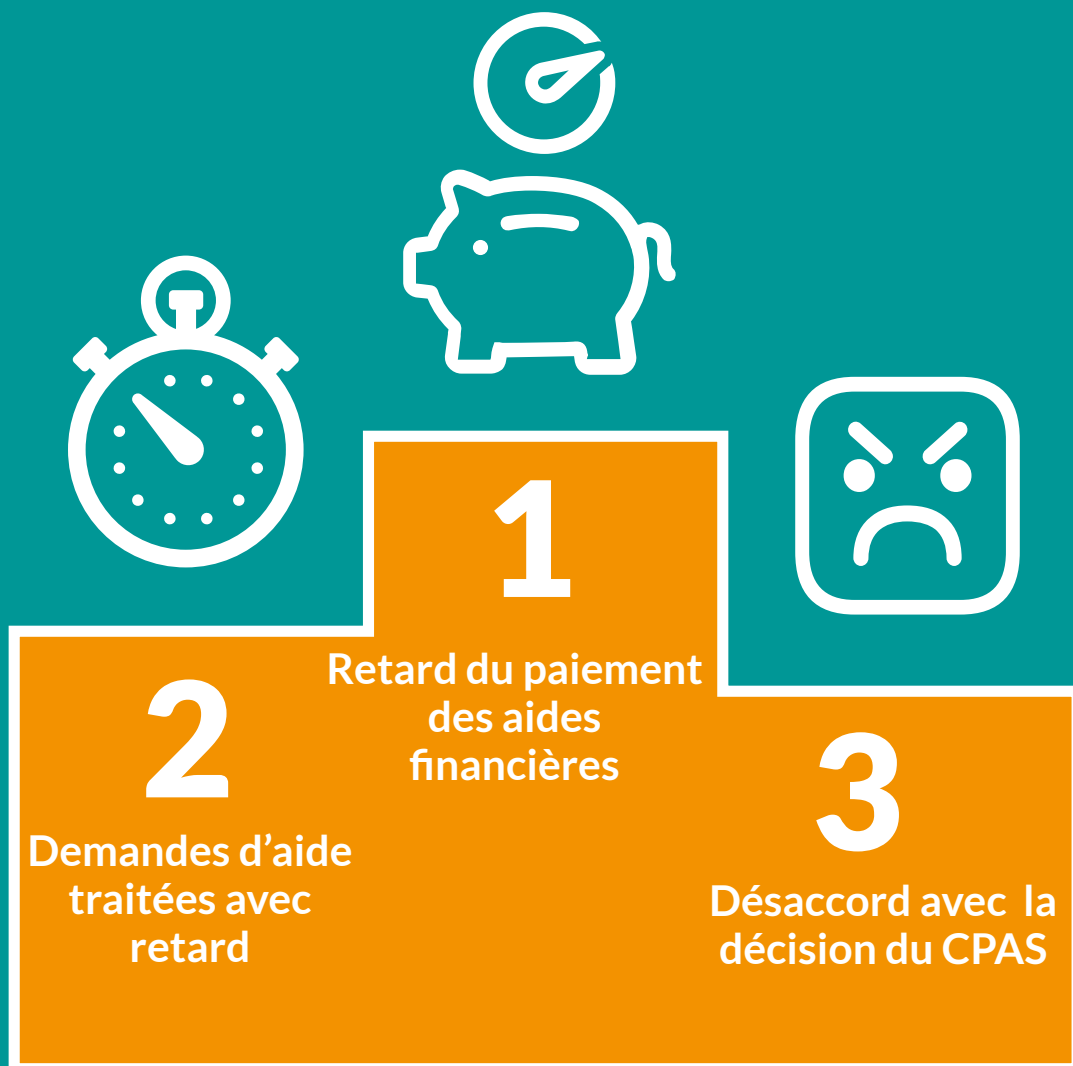 1
Retard du paiement
des aides
financières
2
Demandes d’aide
traitées avec
retard
3
Désaccord avec  la
décision du CPAS